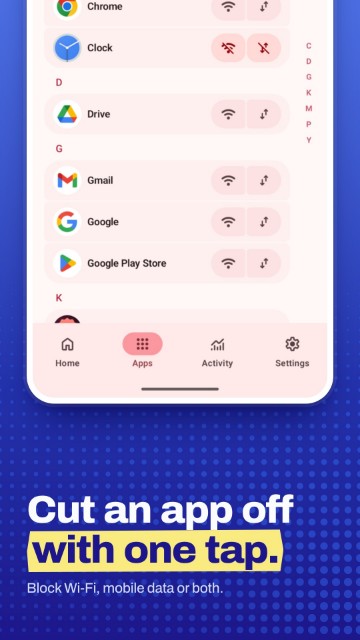 Chrome
Clock
C
D
D
G
Drive
K
M
P
G
Y
Gmail
Google
Google Play Store
K
Home
Apps
Activity
Settings
Cut an app off
with one tap.
Block Wi-Fi, mobile data or both.